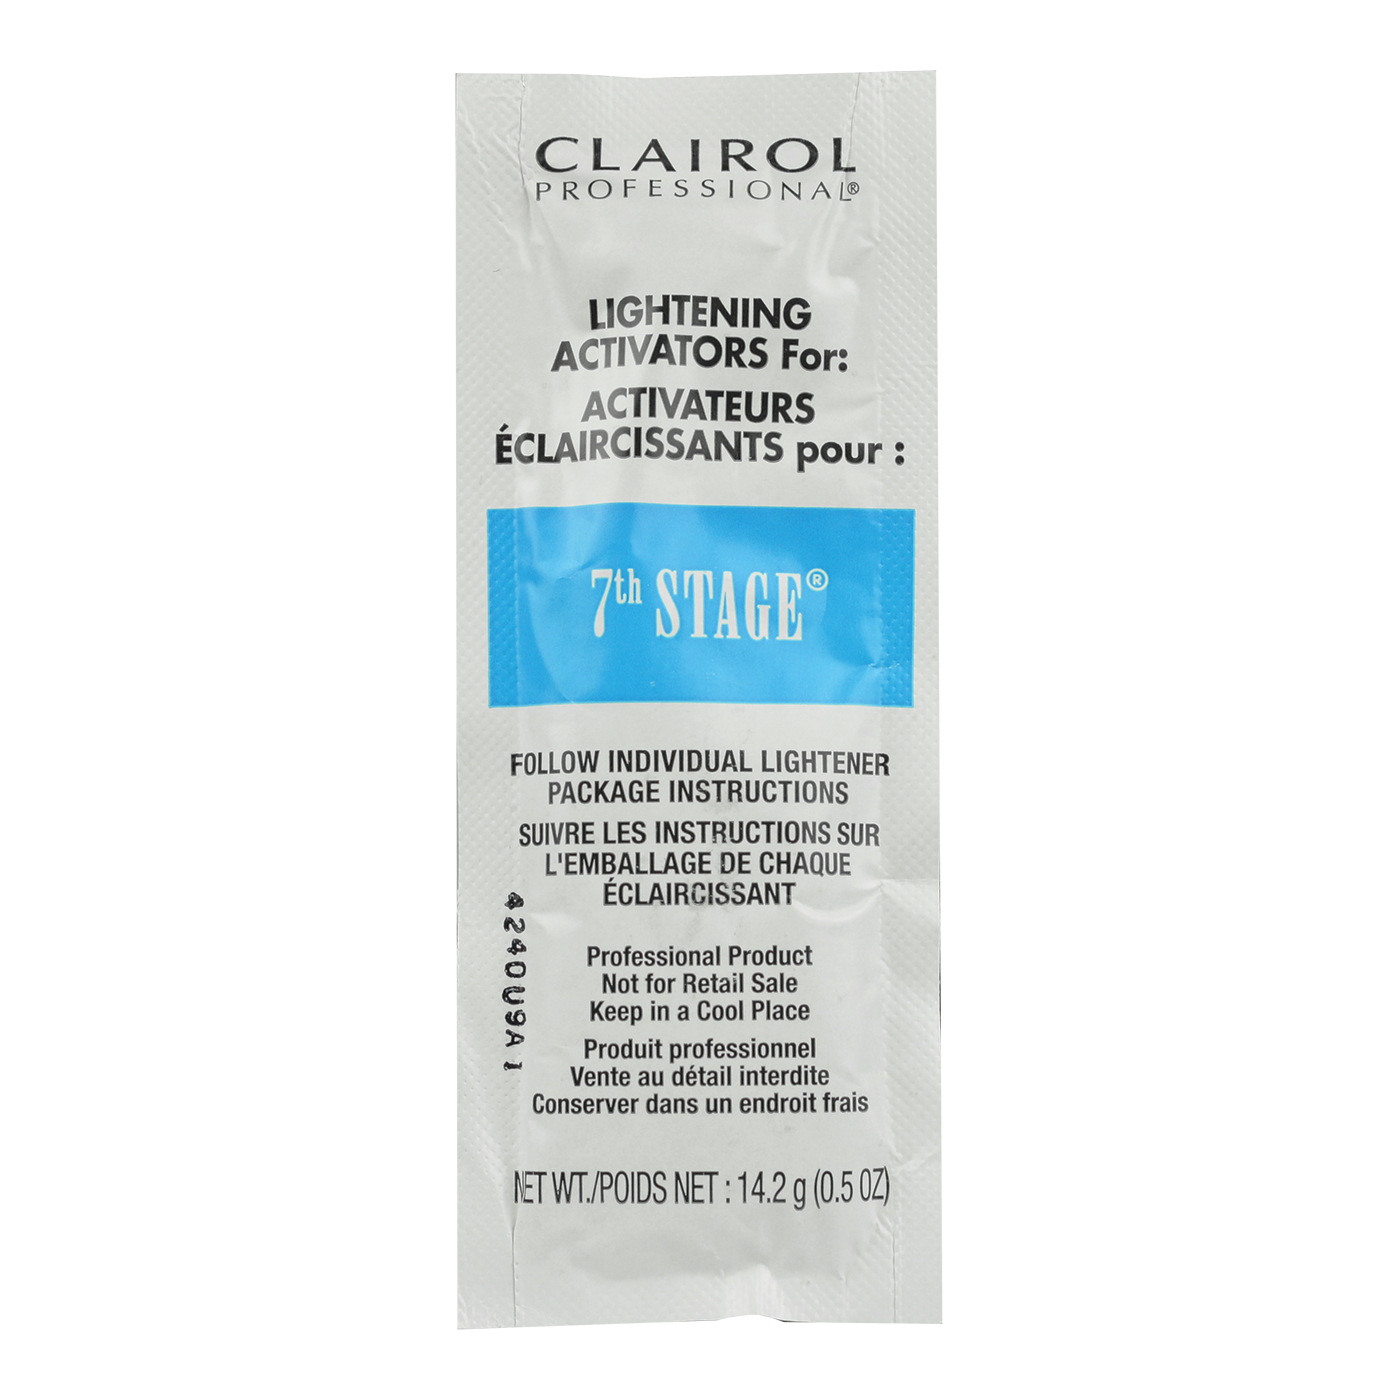 CLAIROL
PROFESSIONAL®
LIGHTENING
ACTIVATORS For:
ACTIVATEURS
ÉCLAIRCISSANTS pour :
7th STAGE®
FOLLOW INDIVIDUAL LIGHTENER
PACKAGE INSTRUCTIONS
SUIVRE LES INSTRUCTIONS SUR
L'EMBALLAGE DE CHAQUE
ÉCLAIRCISSANT
4240U9A1
Professional Product
Not for Retail Sale
Keep in a Cool Place
Produit professionnel
Vente au détail interdite
Conserver dans un endroit frais
NET WT./POIDS NET : 14.2 g (0.5 OZ)